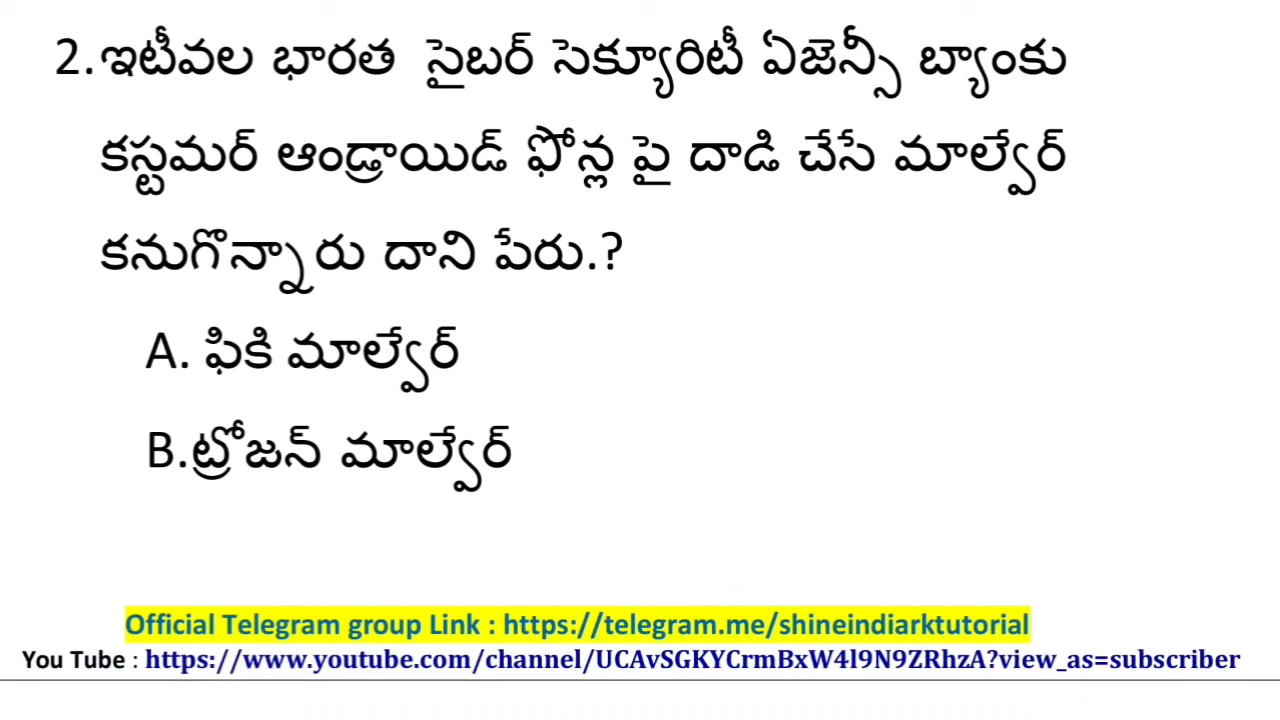 2.ఇటీవల భారత సైబర్ సెక్యూరిటీ ఏజెన్సీ బ్యాంకు
కస్టమర్ ఆండ్రాయిడ్ ఫోన్ల పై దాడి చేసే మాల్వేర్
కనుగొన్నారు దాని పేరు.?
A. ఫికి మాల్వేర్
B.ట్రోజన్ మాల్వేర్
Official Telegram group Link : https://telegram.me/shineindiarktutorial
You Tube : https://www.youtube.com/channel/UCAvSGKYCrmBxW4l9N9ZRhzA?view_as=subscriber